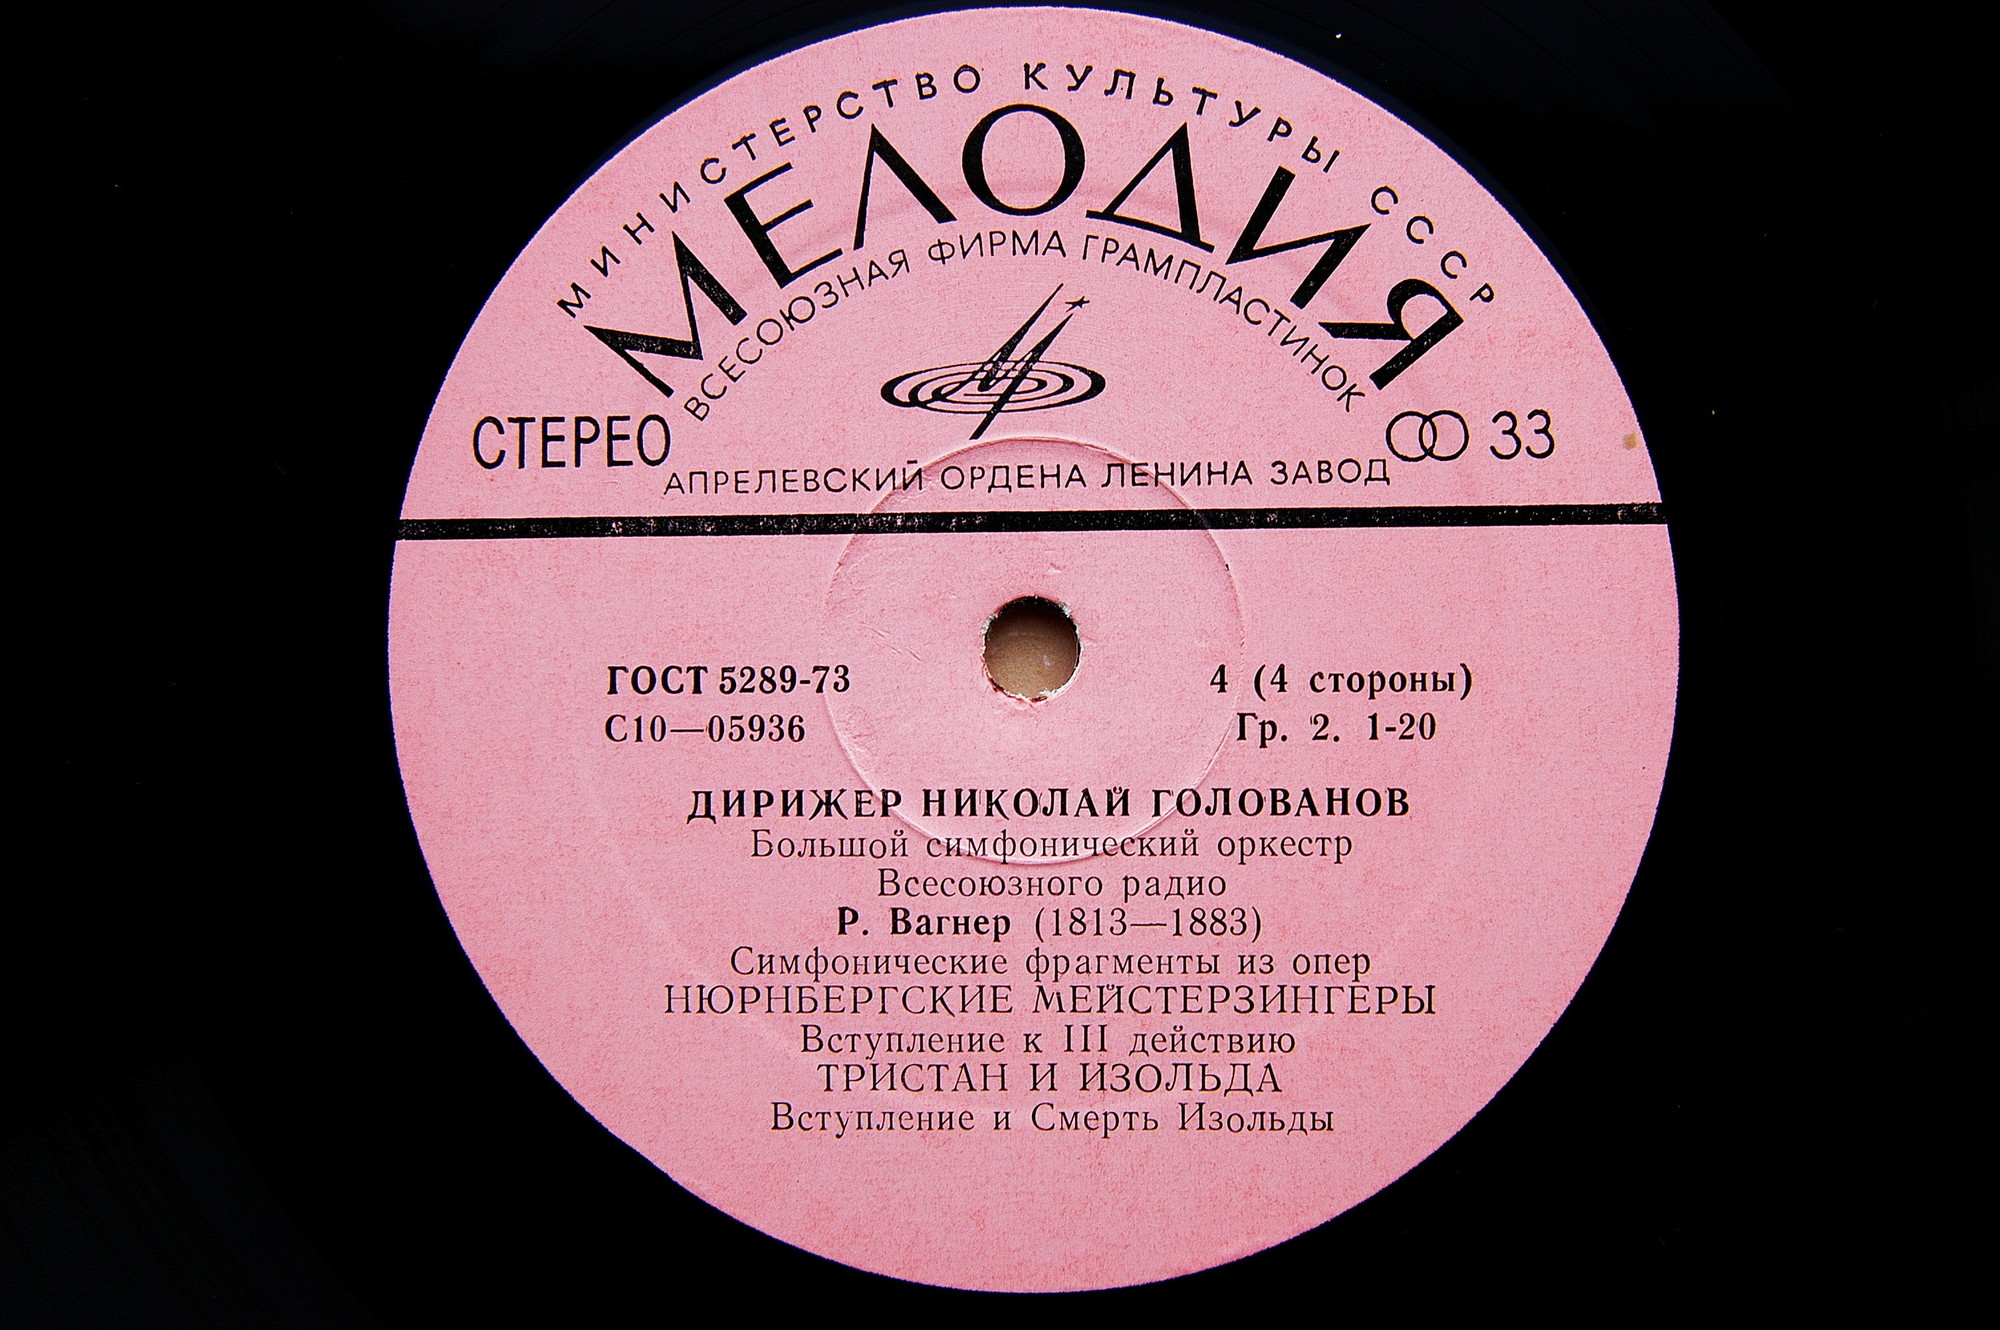 МИНИСТЕРСТВО КУЛЬТУРЫ СССР
МЕЛОДИЯ
ВСЕСОЮЗНАЯ ФИРМА ГРАМПЛАСТИНОК
СТЕРЕО
33
АПРЕЛЕВСКИЙ ОРДЕНА ЛЕНИНА ЗАВОД
ГОСТ 5289-73
4 (4 стороны)
С10—05936
Гр. 2. 1-20
ДИРИЖЕР НИКОЛАЙ ГОЛОВАНОВ
Большой симфонический оркестр
Всесоюзного радио
Р. Вагнер (1813—1883)
Симфонические фрагменты из опер
НЮРНБЕРГСКИЕ МЕЙСТЕРЗИНГЕРЫ
Вступление к III действию
ТРИСТАН И ИЗОЛЬДА
Вступление и Смерть Изольды